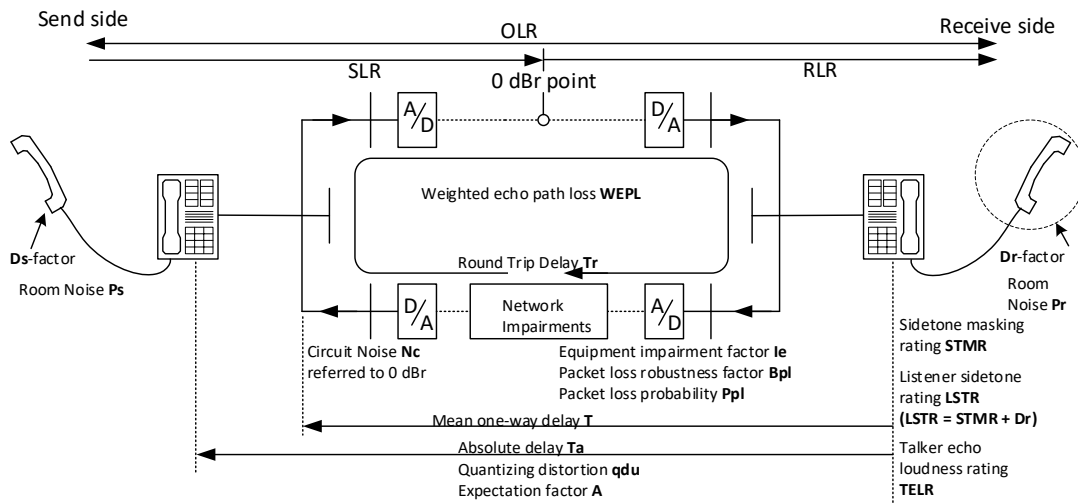 Send side
Receive side
OLR
SLR
0 dBr point
RLR
A/D
D/A
Weighted echo path loss WEPL
Ds-factor
Room Noise Ps
Dr-factor
Room
Noise Pr
Round Trip Delay Tr
D/A
Network
Impairments
A/D
Circuit Noise Nc
referred to 0 dBr
Equipment impairment factor Ie
Packet loss robustness factor Bpl
Packet loss probability Ppl
Sidetone masking
rating STMR
Listener sidetone
rating LSTR
(LSTR = STMR + Dr)
Mean one-way delay T
Absolute delay Ta
Quantizing distortion qdu
Expectation factor A
Talker echo
loudness rating
TELR